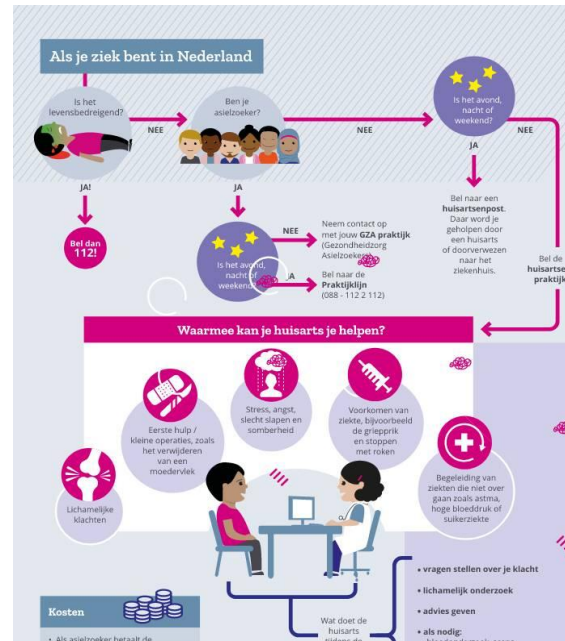 Als je ziek bent in Nederland
Is het
levensbedreigend?
NEE
Ben je
asielzoeker?
NEE
Is het avond,
nacht of
weekend?
NEE
JA!
Bel dan
112!
JA
Is het avond,
nacht of
weekend?
NEE
Neem contact op
met jouw GZA praktijk
(Gezondheidzorg
Asielzoekers)
JA
Bel naar de
Praktijklijn
(088 - 112 2 112)
JA
Bel naar een
huisartsenpost.
Daar word je
geholpen door
een huisarts
of doorverwezen
naar het
ziekenhuis.
Bel de
huisartsen
praktijk
Waarmee kan je huisarts je helpen?
Lichamelijke
klachten
Eerste hulp /
kleine operaties, zoals
het verwijderen
van een
moedervlek
Stress, angst,
slecht slapen en
somberheid
Voorkomen van
ziekte, bijvoorbeeld
de griepprik
en stoppen
met roken
Begeleiding van
ziekten die niet over
gaan zoals astma,
hoge bloeddruk of
suikerziekte
Kosten
• Als asielzoeker betaalt de
Wat doet de
huisarts
tijdens de
• vragen stellen over je klacht
• lichamelijk onderzoek
• advies geven
• als nodig: